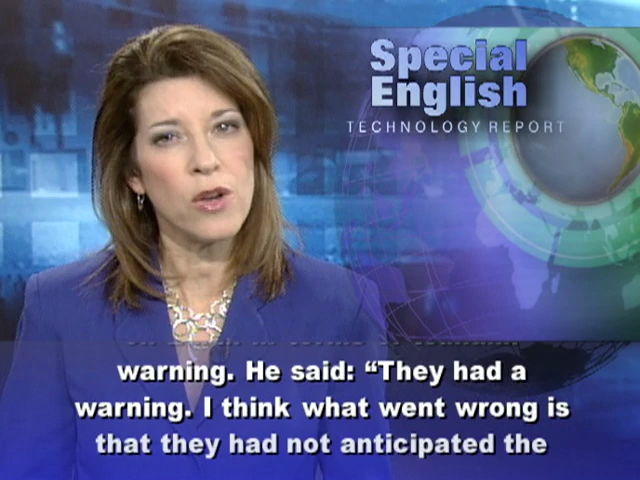 Special
English
TECHNOLOGY REPORT
warning. He said: “They had a
warning. I think what went wrong is
that they had not anticipated the